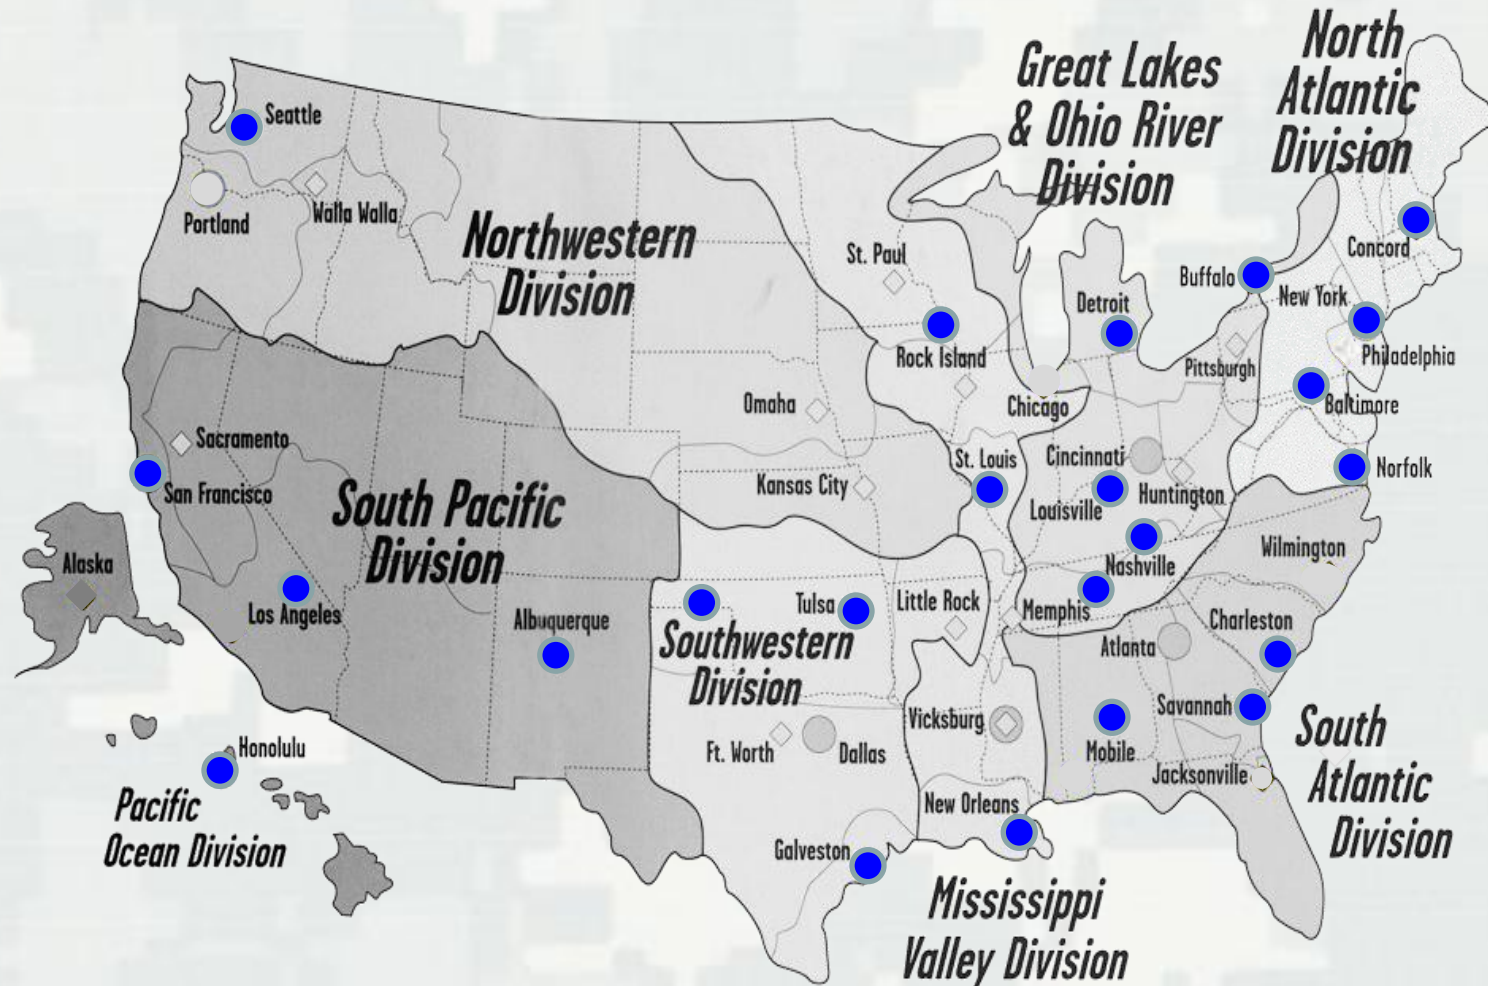 North
Atlantic
Division
Great Lakes
& Ohio River
Division
Seattle
Portland
Walla Walla
Northwestern
Division
St. Paul
Rock Island
Detroit
Buffalo
Concord
New York
Philadelphia
Pittsburgh
Baltimore
Chicago
Omaha
Kansas City
St. Louis
Cincinnati
Louisville
Huntington
Norfolk
Sacramento
San Francisco
South Pacific
Division
Los Angeles
Albuquerque
Alaska
Honolulu
Pacific
Ocean Division
Tulsa
Little Rock
Southwestern
Division
Ft. Worth
Dallas
Galveston
Nashville
Memphis
Vicksburg
New Orleans
Mississippi
Valley Division
Wilmington
Charleston
Atlanta
Savannah
Mobile
Jacksonville
South
Atlantic
Division